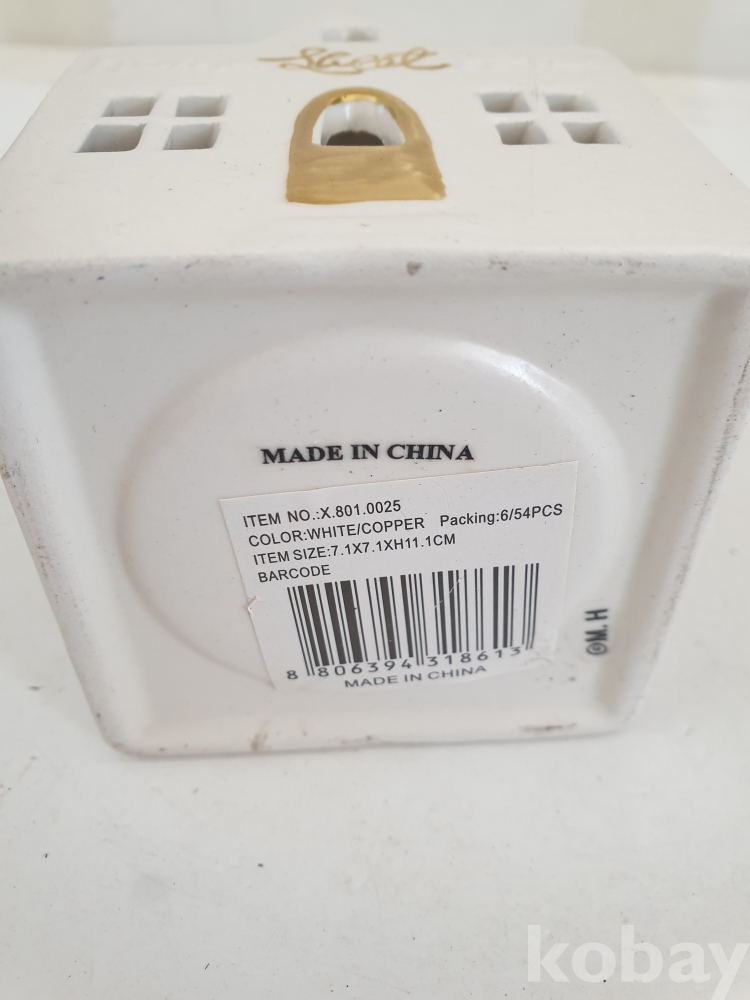 MADE IN CHINA
ITEM NO.:X.801.0025
COLOR:WHITE/COPPER Packing:6/54PCS
ITEM SIZE:7.1X7.1XH11.1CM
BARCODE
8 806394 318613
MADE IN CHINA
©M.H
kobay